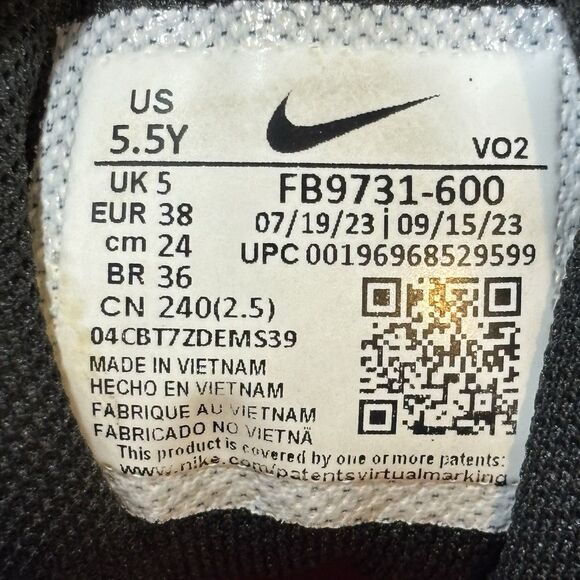 US
5.5Y
VO2
UK 5
EUR 38
cm 24
BR 36
CN 240(2.5)
FB9731-600
07/19/23 | 09/15/23
UPC 00196968529599
04CBT7ZDEMS39
MADE IN VIETNAM
HECHO EN VIETNAM
FABRIQUE AU VIETNAM
FABRICADO NO VIETNÃ
This product is covered by one or more patents:
www.nike.com/patentsvirtualmarking